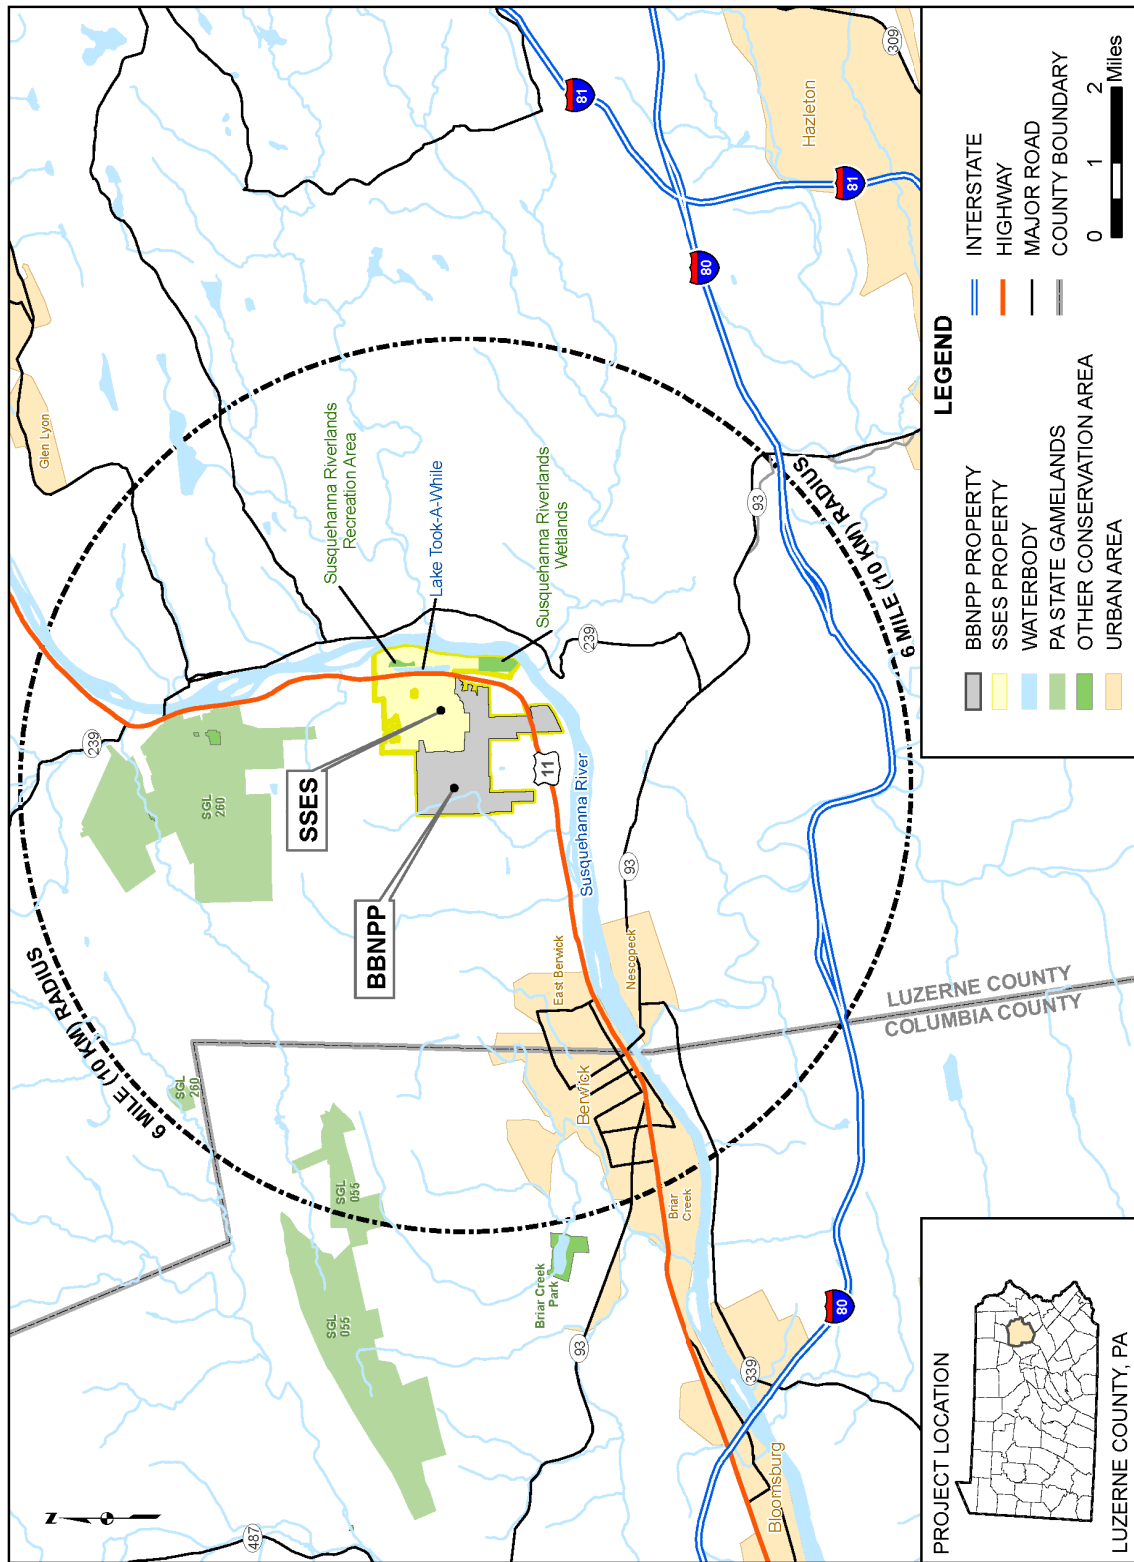 309
Glen Lyon
81
Hazleton
81
80
Susquehanna Riverlands
Recreation Area
Lake Took-A-While
Susquehanna Riverlands
Wetlands
93
6 MILE (10 KM) RADIUS
239
239
SGL
260
SSES
BBNPP
11
Susquehanna River
93
6 MILE (10 KM) RADIUS
East Berwick
Nescopeck
Berwick
LUZERNE COUNTY
COLUMBIA COUNTY
SGL
260
SGL
055
SGL
055
Briar
Creek
Briar Creek
Park
93
339
80
Bloomsburg
487
N
LEGEND
BBNPP PROPERTY
SSES PROPERTY
WATERBODY
PA STATE GAMELANDS
OTHER CONSERVATION AREA
URBAN AREA
INTERSTATE
HIGHWAY
MAJOR ROAD
COUNTY BOUNDARY
0 1 2
Miles
PROJECT LOCATION
LUZERNE COUNTY, PA